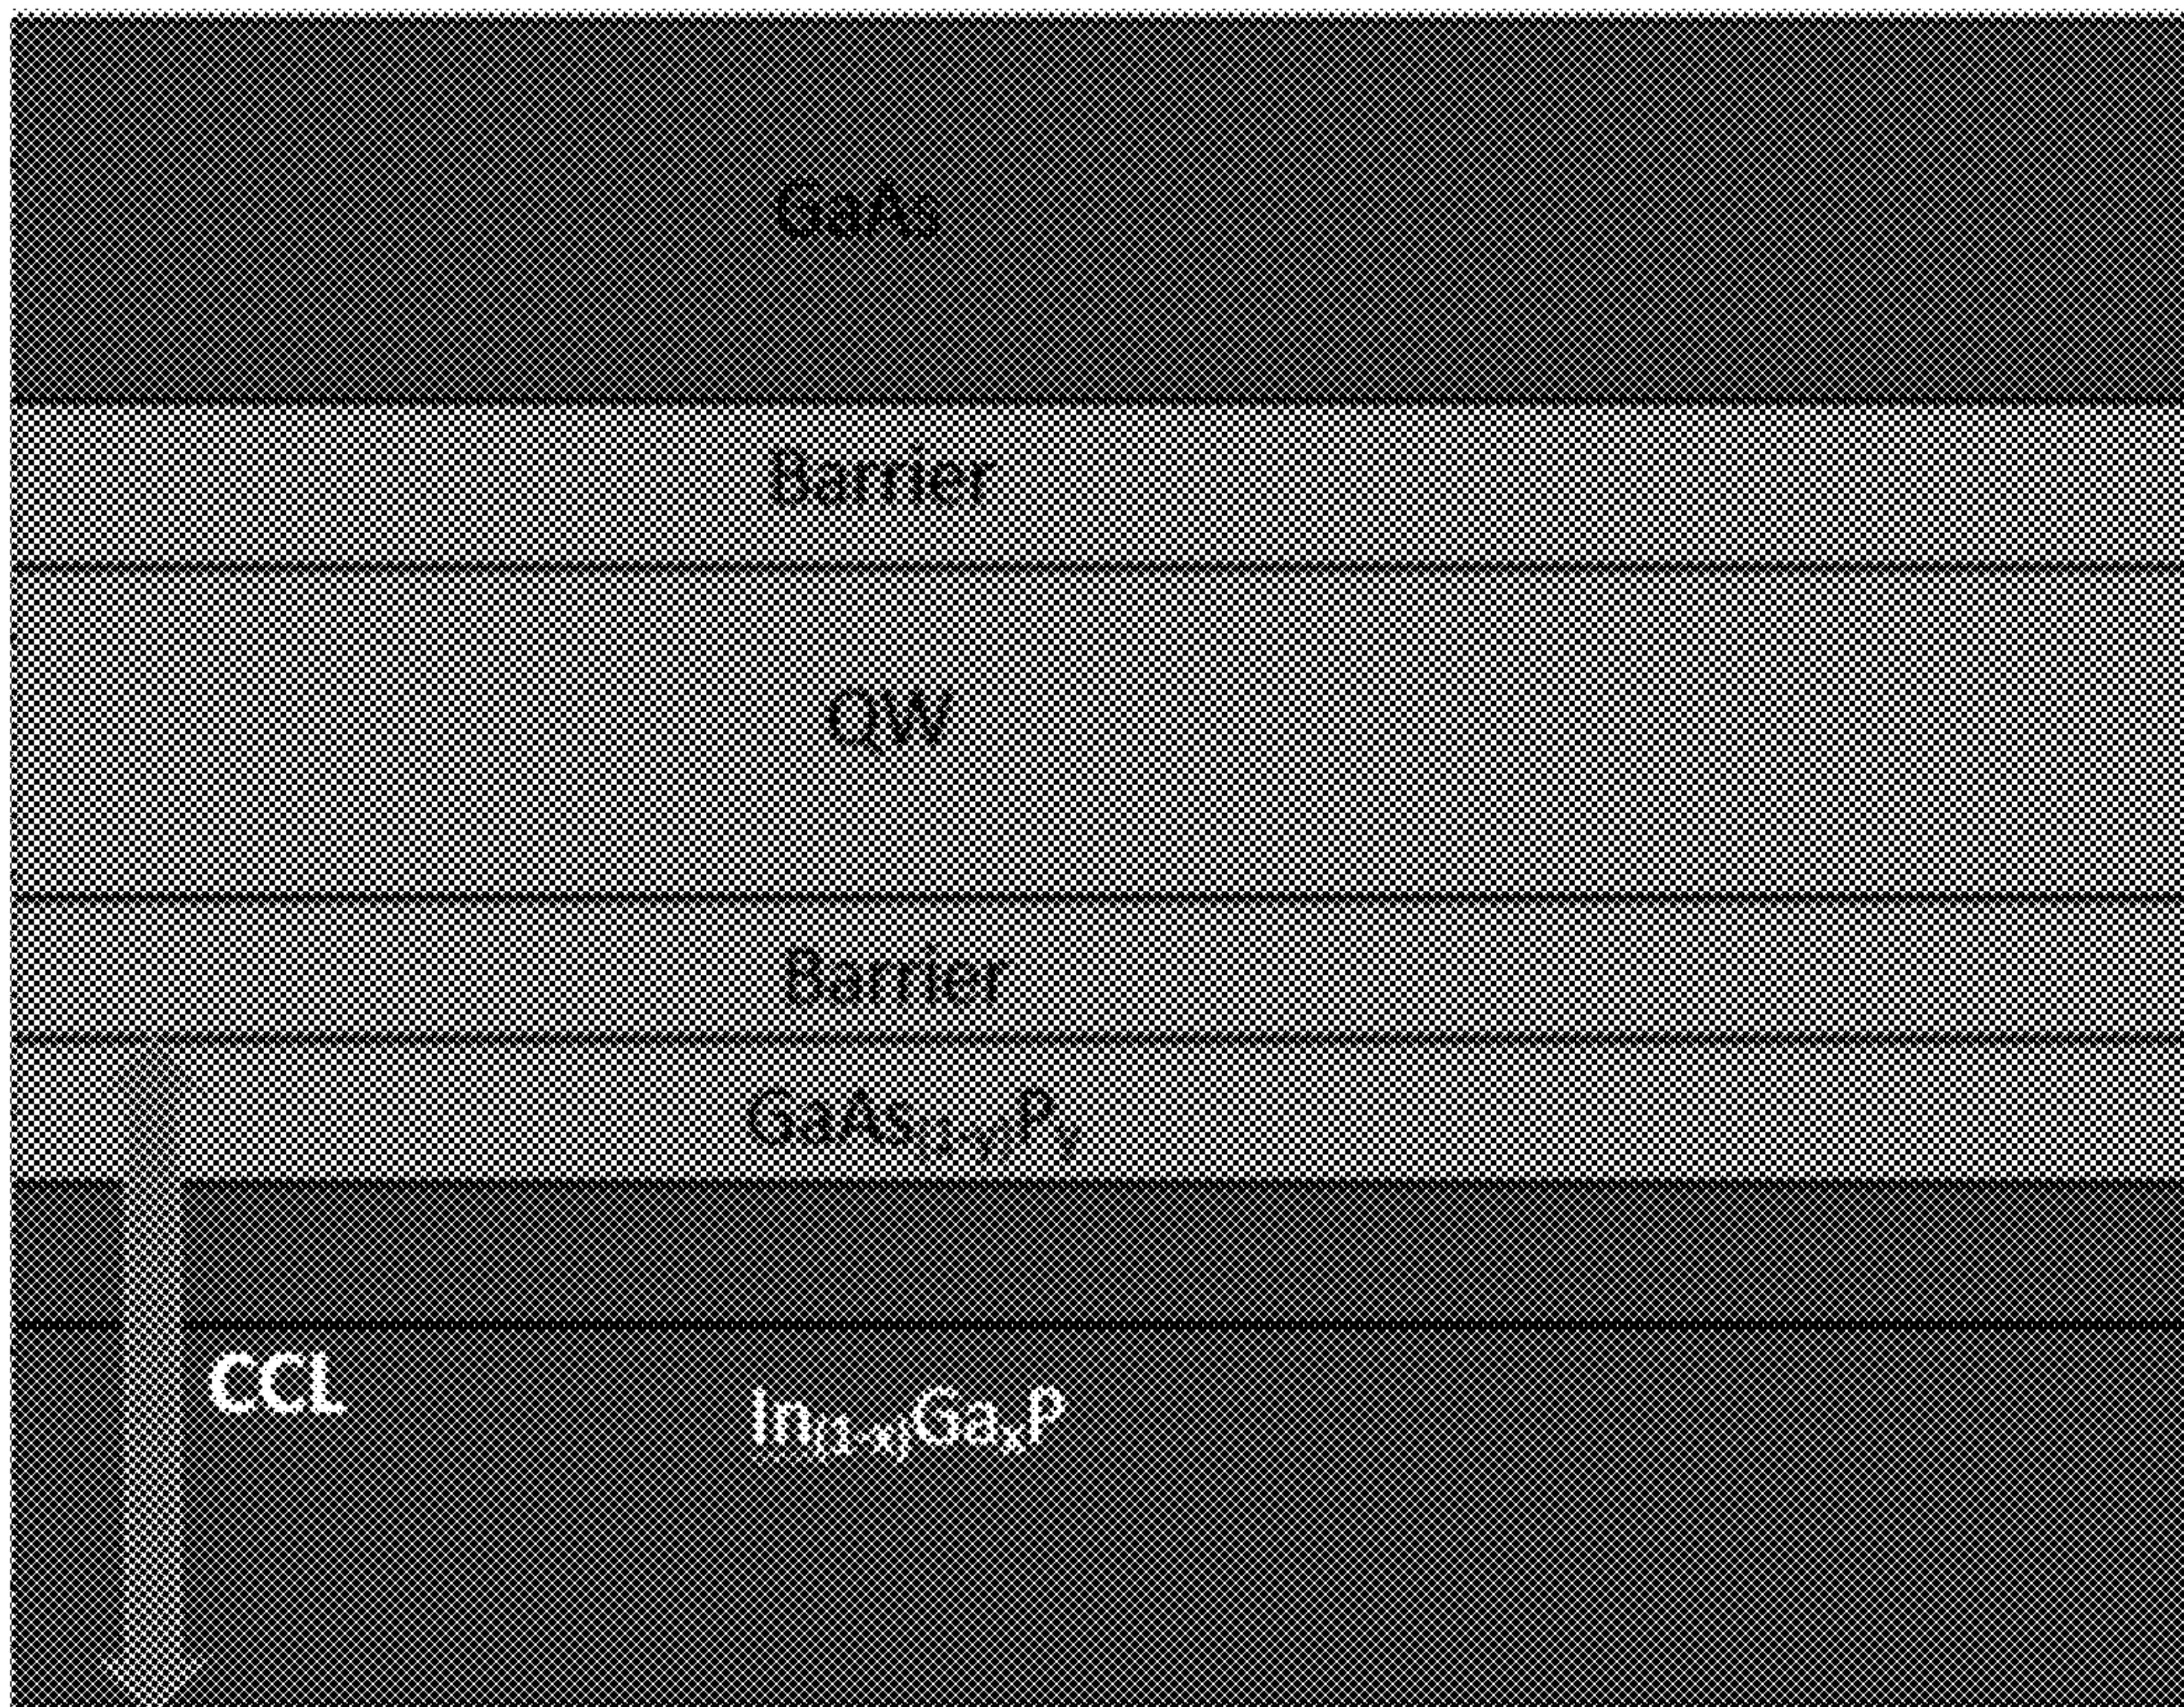 GaAs
Barrier
QW
Barrier
GaAs(1-y)Py
CCL
In(1-x)GaxP